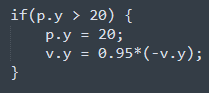 if(p.y > 20) {
    p.y = 20;
    v.y = 0.95*(-v.y);
}